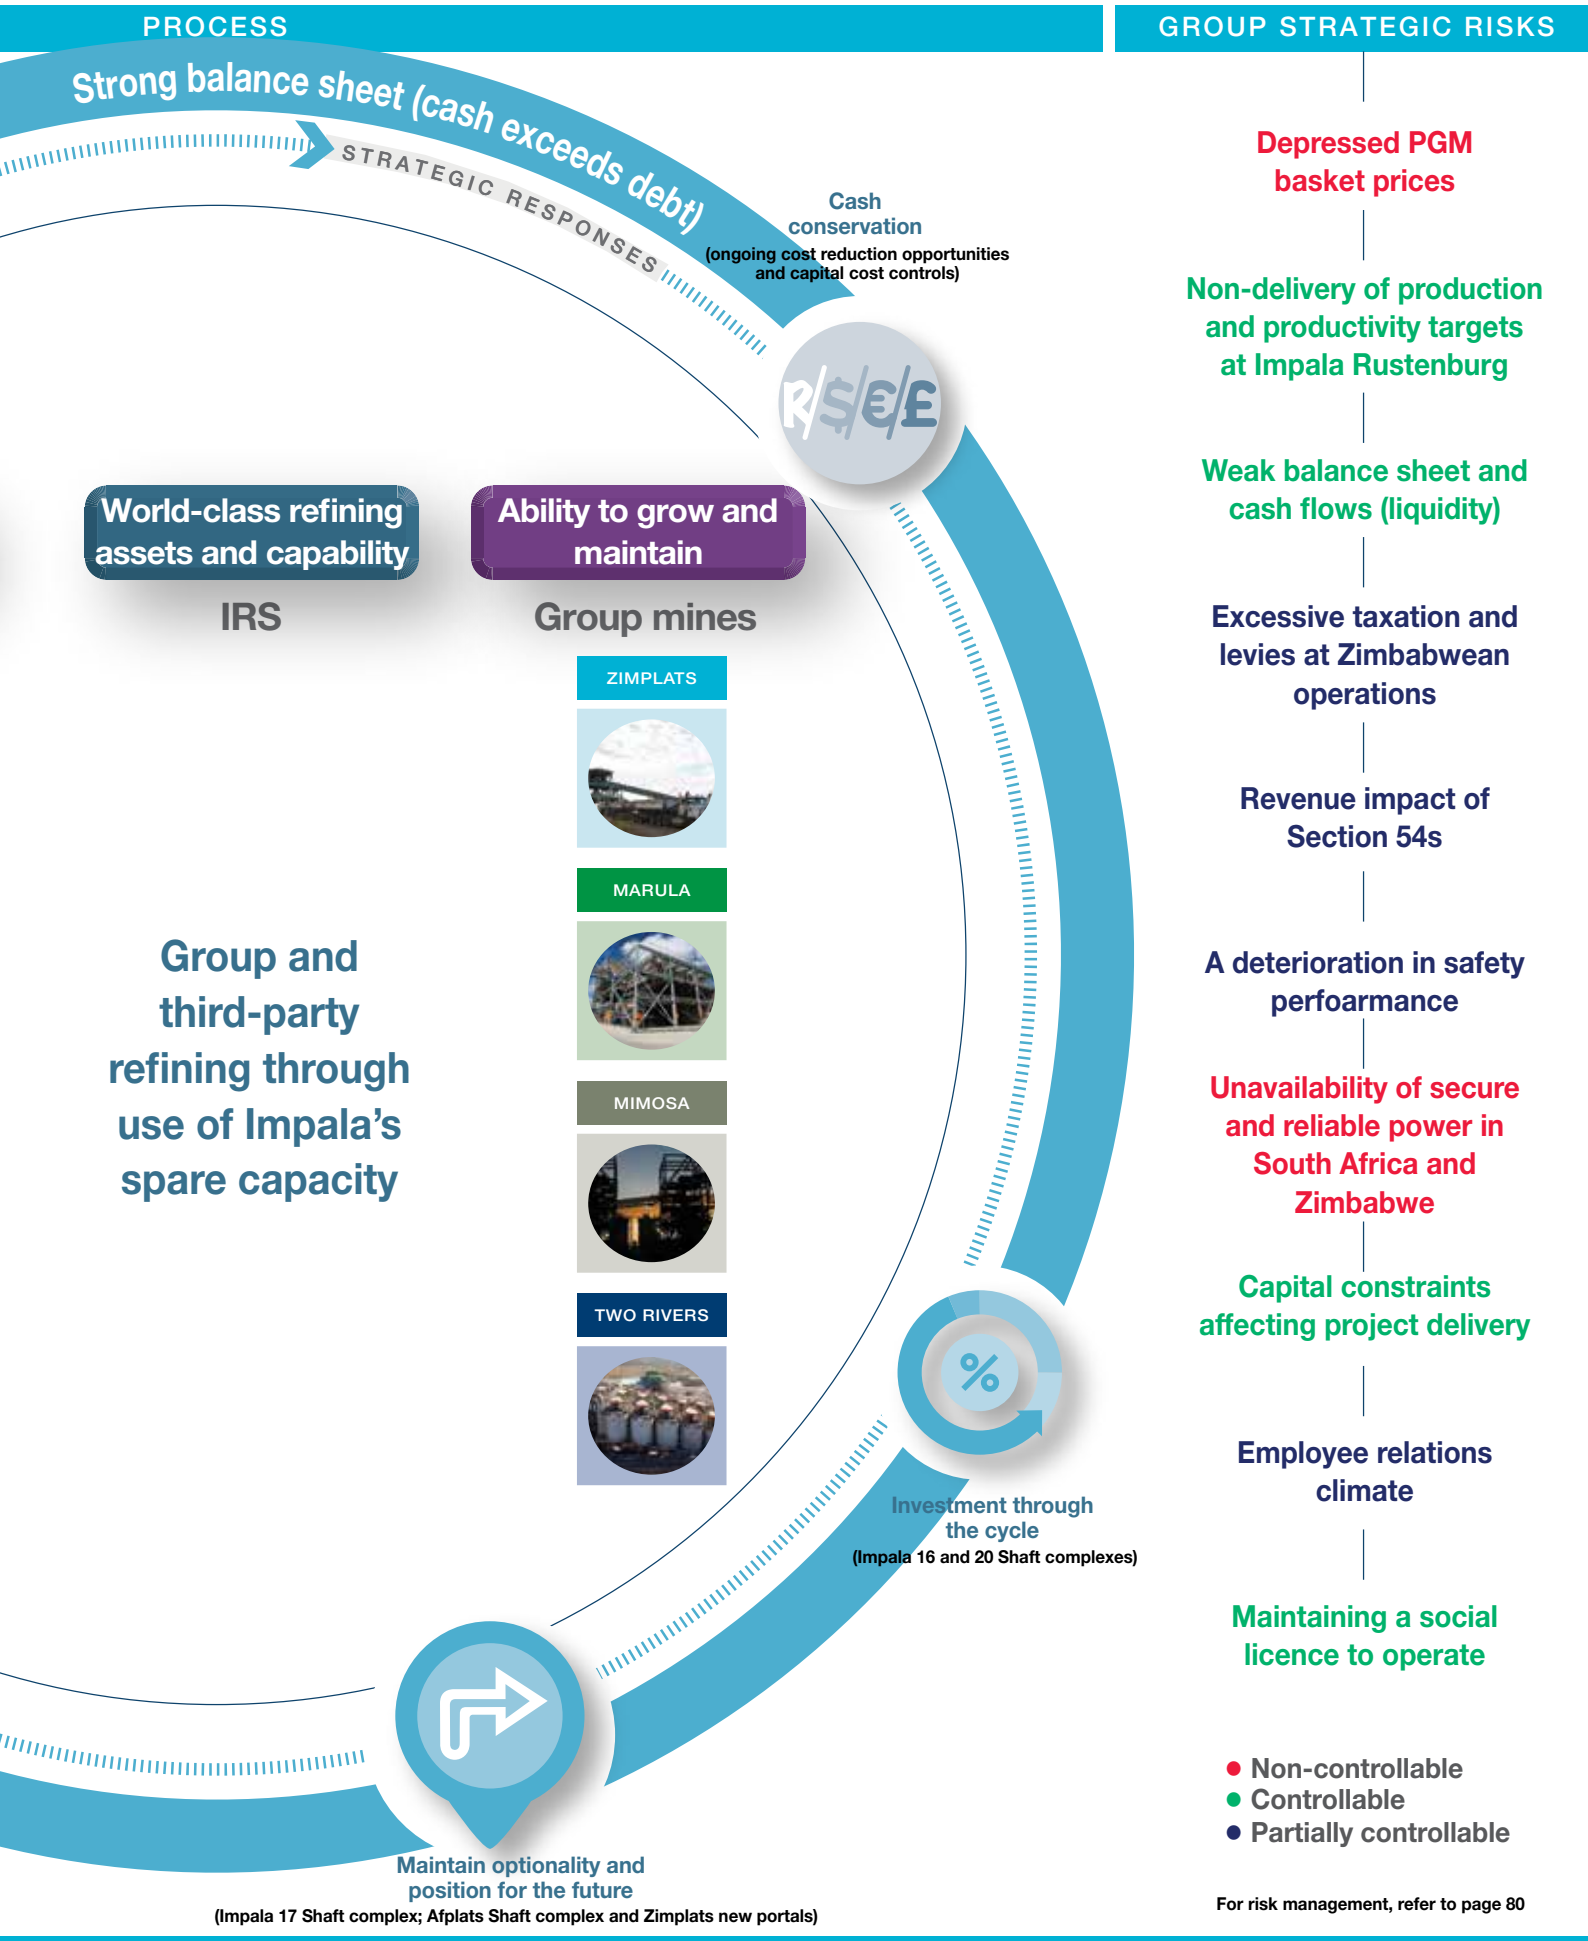 PROCESS
Strong balance sheet (cash exceeds debt)
STRATEGIC RESPONSES
Cash
conservation
(ongoing cost reduction opportunities
and capital cost controls)
R/$/€/£
World-class refining
assets and capability
IRS
Group and
third-party
refining through
use of Impala's
spare capacity
Ability to grow and
maintain
Group mines
ZIMPLATS
MARULA
MIMOSA
TWO RIVERS
%
Investment through
the cycle
(Impala 16 and 20 Shaft complexes)
Maintain optionality and
position for the future
(Impala 17 Shaft complex; Afplats Shaft complex and Zimplats new portals)
GROUP STRATEGIC RISKS
Depressed PGM
basket prices
Non-delivery of production
and productivity targets
at Impala Rustenburg
Weak balance sheet and
cash flows (liquidity)
Excessive taxation and
levies at Zimbabwean
operations
Revenue impact of
Section 54s
A deterioration in safety
perfoarmance
Unavailability of secure
and reliable power in
South Africa and
Zimbabwe
Capital constraints
affecting project delivery
Employee relations
climate
Maintaining a social
licence to operate
Non-controllable
Controllable
Partially controllable
For risk management, refer to page 80